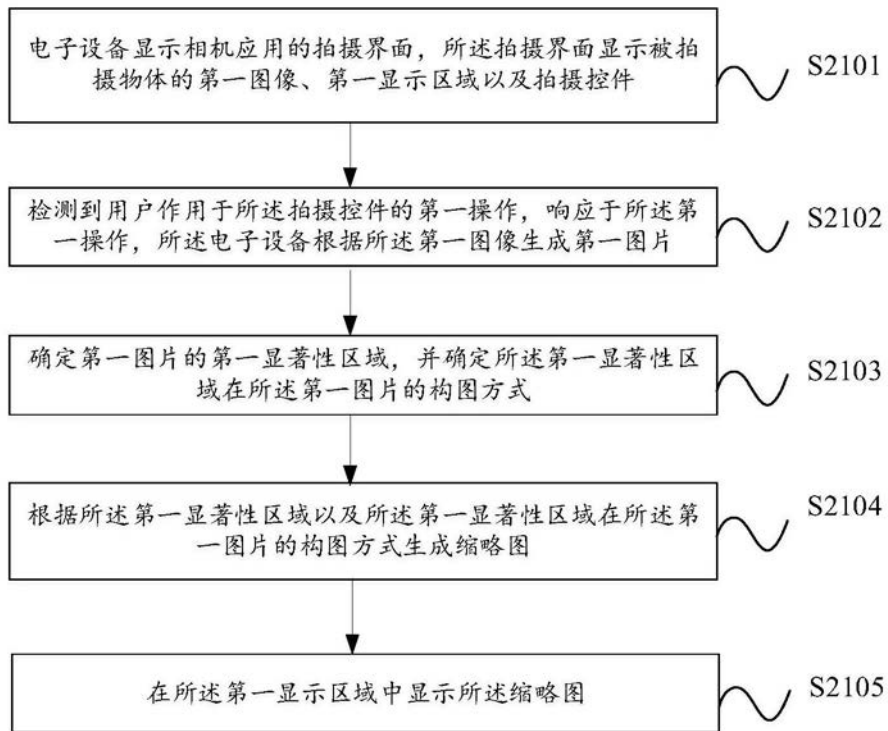 电子设备显示相机应用的拍摄界面，所述拍摄界面显示被拍
摄物体的第一图像、第一显示区域以及拍摄控件
S2101
检测到用户作用于所述拍摄控件的第一操作，响应于所述第
一操作，所述电子设备根据所述第一图像生成第一图片
S2102
确定第一图片的第一显著性区域，并确定所述第一显著性区
域在所述第一图片的构图方式
S2103
根据所述第一显著性区域以及所述第一显著性区域在所述第
一图片的构图方式生成缩略图
S2104
在所述第一显示区域中显示所述缩略图
S2105